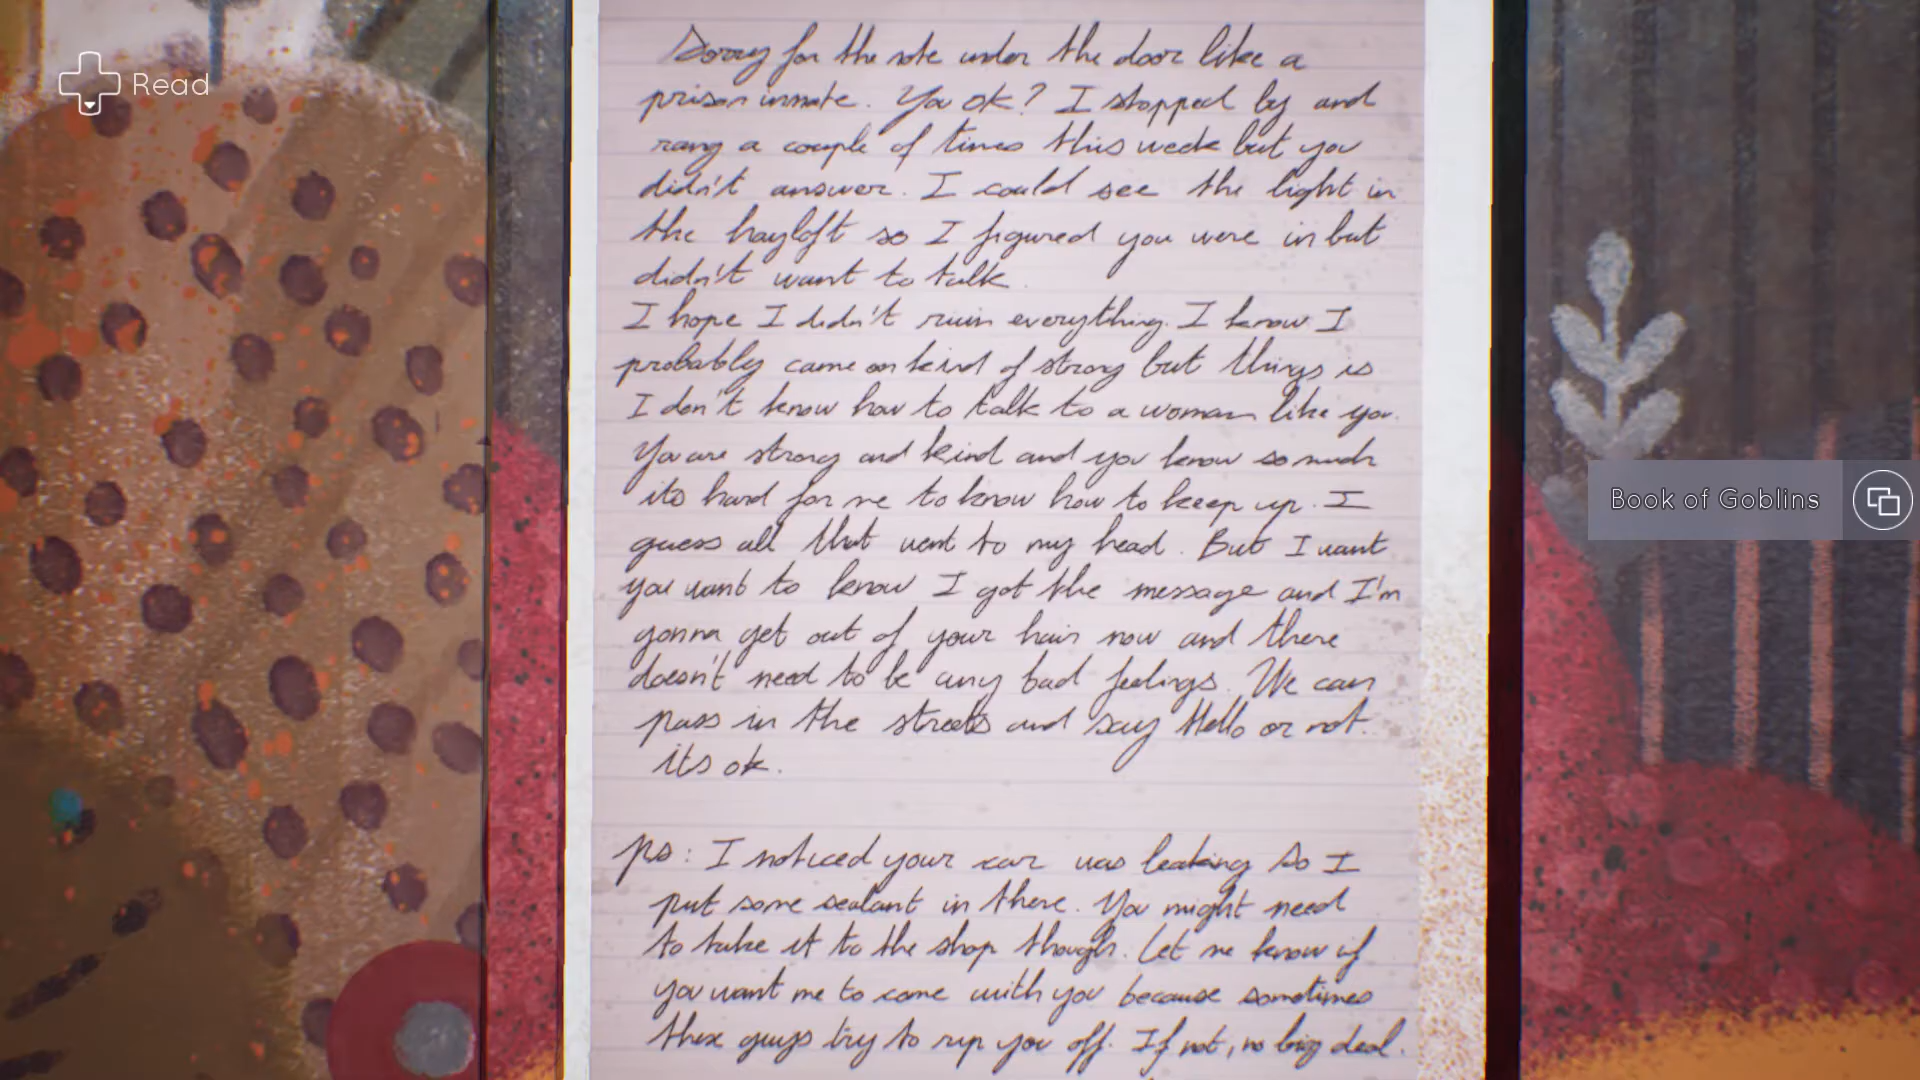 Read
Sorry for the note under the door like a
prison inmate. You ok? I stopped by and
rang a couple of times this week but you
didn't answer. I could see the light in
the hayloft so I figured you were in but
didn't want to talk.
I hope I didn't ruin everything. I know I
probably came on kind of strong but things is
I don't know how to talk to a woman like you.
You are strong and kind and you know so much
its hard for me to know how to keep up. I
guess all that went to my head. But I want
you want to know I got the message and I'm
gonna get out of your hair now and there
doesn't need to be any bad feelings. We can
pass in the streets and say Hello or not.
its ok.
Book of Goblins
ps: I noticed your car was leaking so I
put some sealant in there. You might need
to take it to the shop though. Let me know if
you want me to come with you because sometimes
these guys try to rip you off. If not, no big deal.